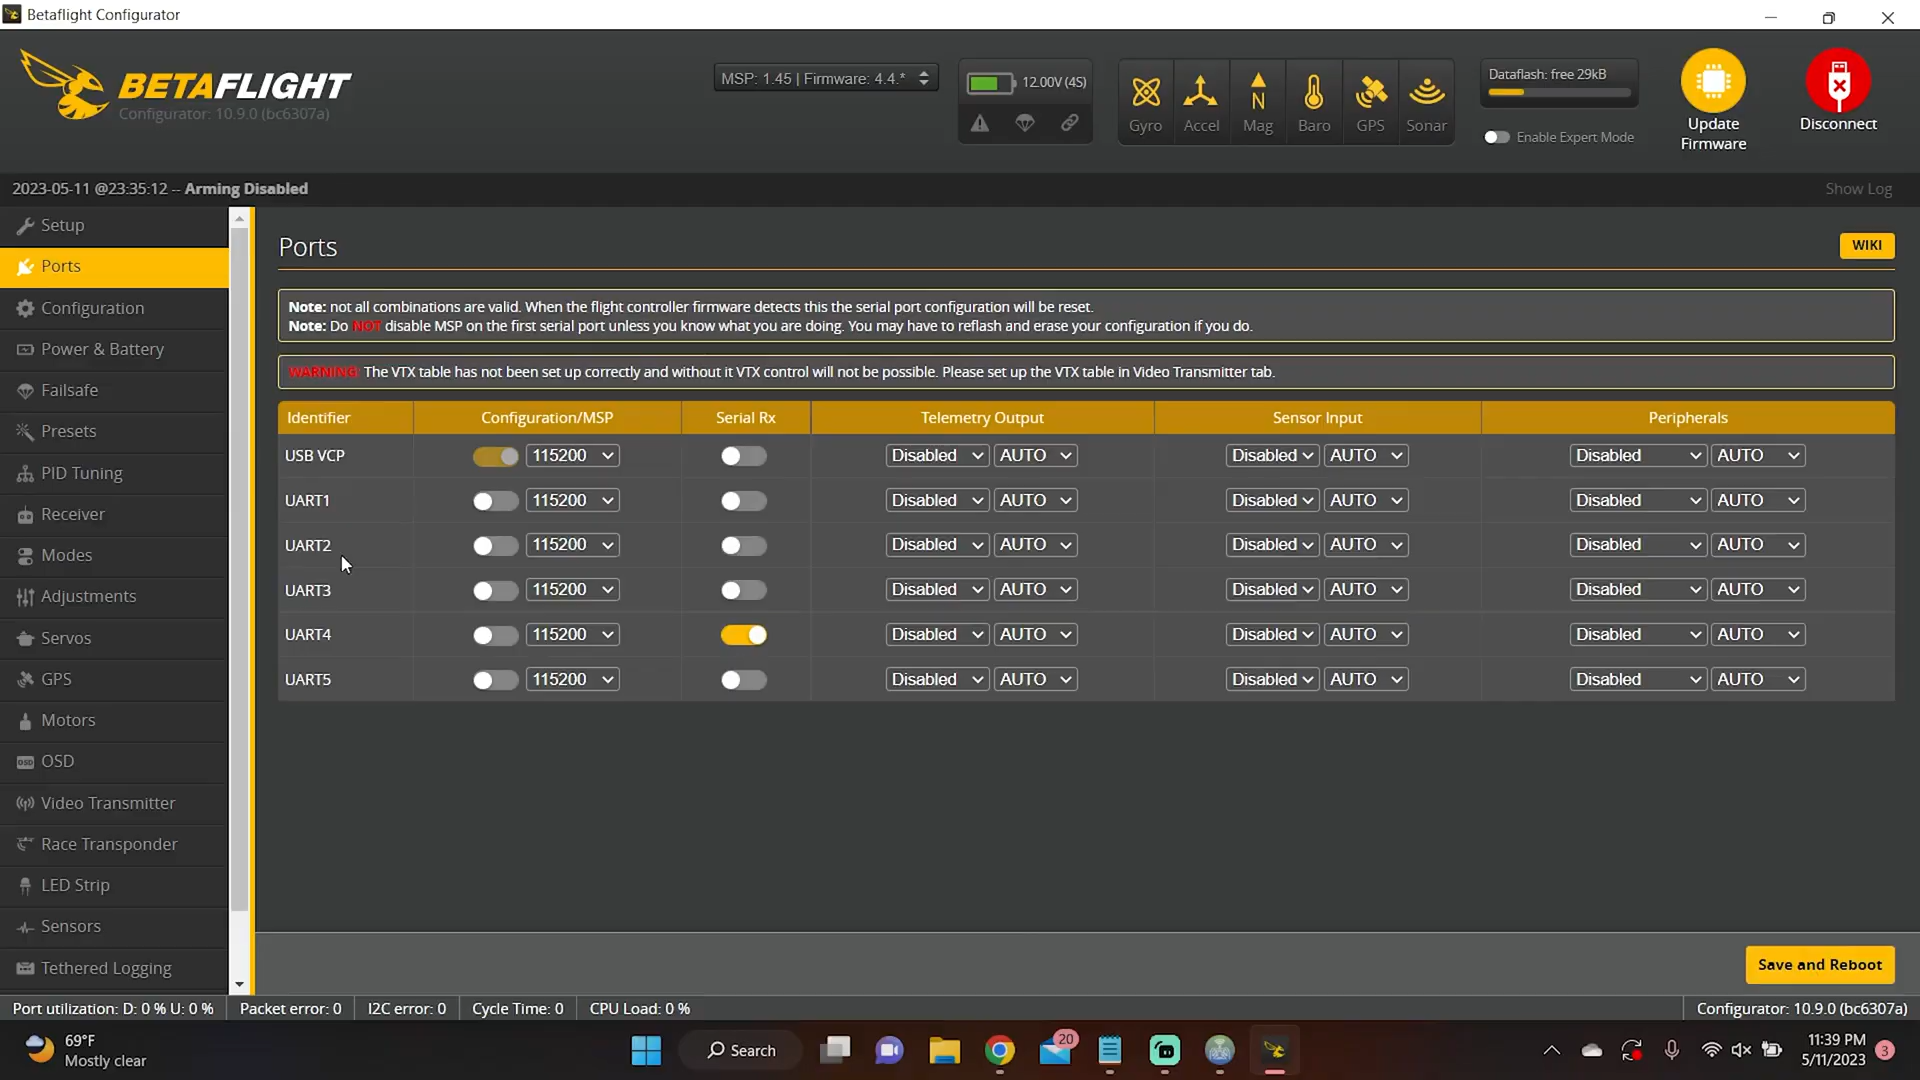 Betaflight Configurator
BETAFLIGHT
Configurator: 10.9.0 (bc6307a)
MSP: 1.45 | Firmware: 4.4.*
12.00V (4S)
Gyro
Accel
N
Mag
Baro
GPS
Sonar
Dataflash: free 29kB
Enable Expert Mode
Update
Firmware
Disconnect
2023-05-11 @23:35:12 -- Arming Disabled
Show Log
Setup
Ports
Configuration
Power & Battery
Failsafe
Presets
PID Tuning
Receiver
Modes
Adjustments
Servos
GPS
Motors
OSD
OSD
Video Transmitter
Race Transponder
LED Strip
Sensors
Tethered Logging
Ports
WIKI
Note: not all combinations are valid. When the flight controller firmware detects this the serial port configuration will be reset.
Note: Do NOT disable MSP on the first serial port unless you know what you are doing. You may have to reflash and erase your configuration if you do.
WARNING: The VTX table has not been set up correctly and without it VTX control will not be possible. Please set up the VTX table in Video Transmitter tab.
Identifier Configuration/MSP Serial Rx Telemetry Output Sensor Input Peripherals
USB VCP 115200 Disabled AUTO Disabled AUTO Disabled AUTO
UART1 115200 Disabled AUTO Disabled AUTO Disabled AUTO
UART2 115200 Disabled AUTO Disabled AUTO Disabled AUTO
UART3 115200 Disabled AUTO Disabled AUTO Disabled AUTO
UART4 115200 Disabled AUTO Disabled AUTO Disabled AUTO
UART5 115200 Disabled AUTO Disabled AUTO Disabled AUTO
Save and Reboot
Port utilization: D: 0 % U: 0 % Packet error: 0 I2C error: 0 Cycle Time: 0 CPU Load: 0 % Configurator: 10.9.0 (bc6307a)
69°F
Mostly clear
Search
20
11:39 PM
5/11/2023
3